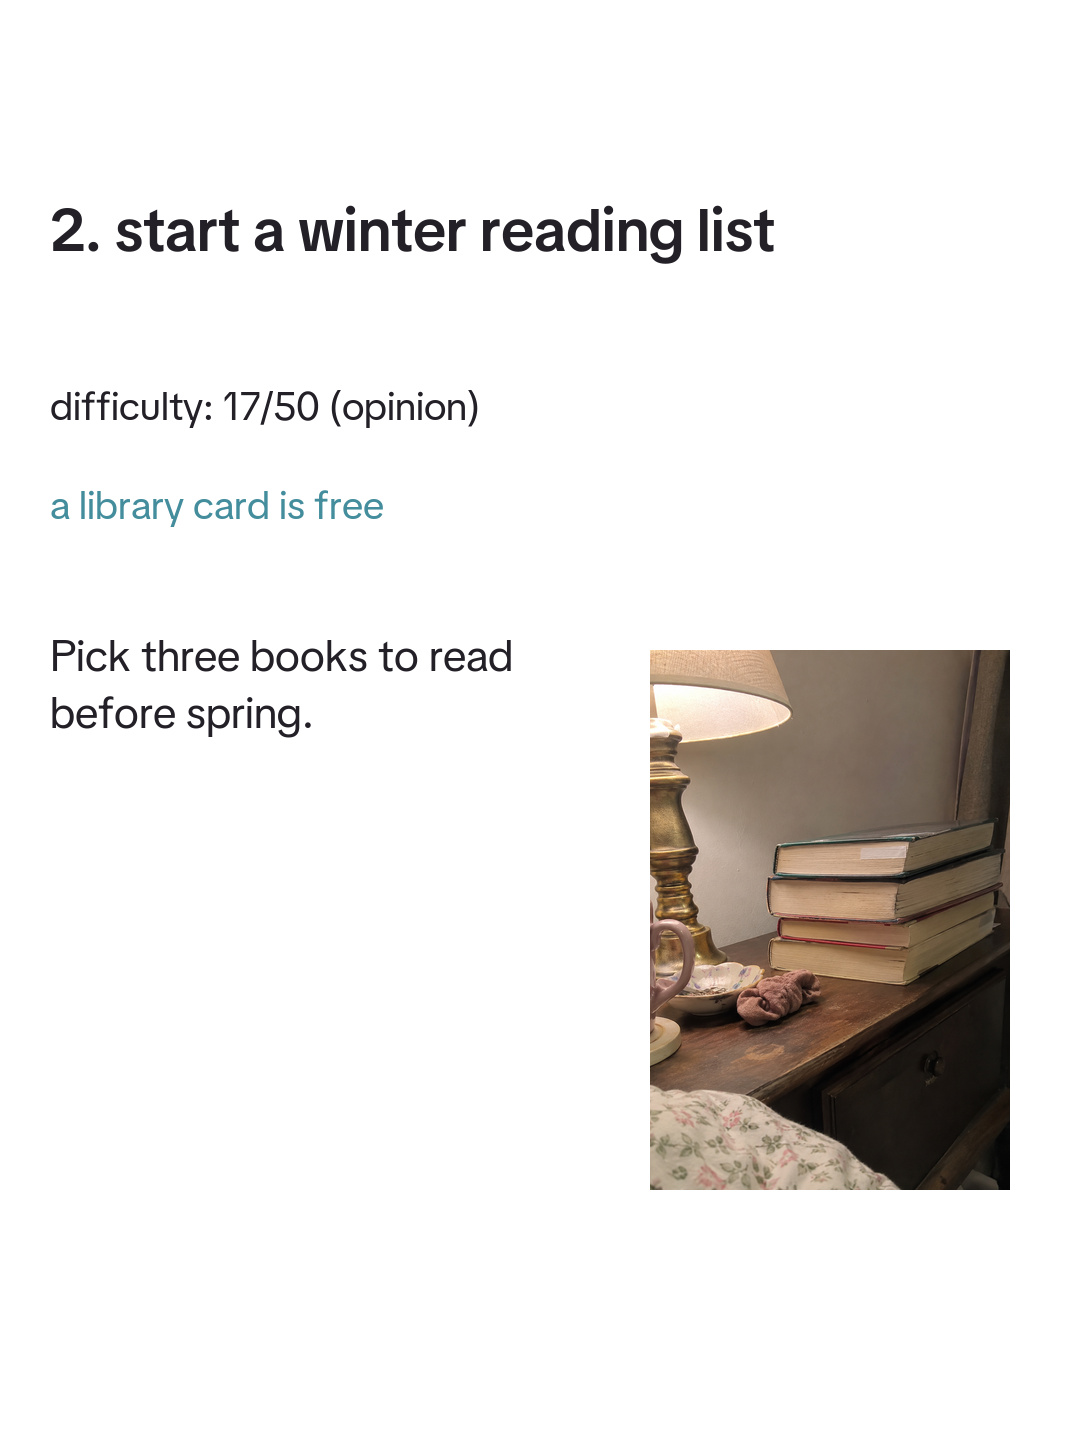 2. start a winter reading list
difficulty: 17/50 (opinion)
a library card is free
Pick three books to read
before spring.